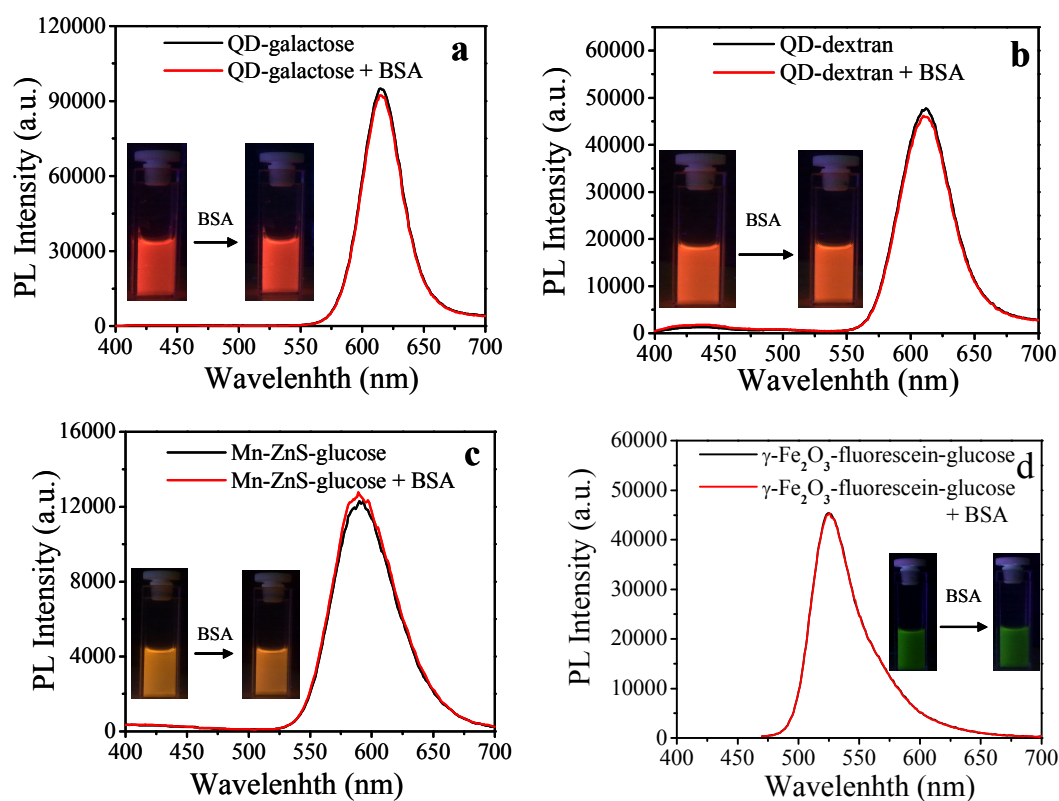 120000
90000
60000
30000
0
PL Intensity (a.u.)
QD-galactose
QD-galactose + BSA
a
BSA
400 450 500 550 600 650 700
Wavelenhth (nm)
60000
50000
40000
30000
20000
10000
0
PL Intensity (a.u.)
QD-dextran
QD-dextran + BSA
b
BSA
400 450 500 550 600 650 700
Wavelenhth (nm)
16000
12000
8000
4000
0
PL Intensity (a.u.)
Mn-ZnS-glucose
Mn-ZnS-glucose + BSA
c
BSA
400 450 500 550 600 650 700
Wavelenhth (nm)
60000
50000
40000
30000
20000
10000
0
PL Intensity (a.u.)
γ-Fe₂O₃-fluorescein-glucose
γ-Fe₂O₃-fluorescein-glucose
+ BSA
d
BSA
400 450 500 550 600 650 700
Wavelenhth (nm)